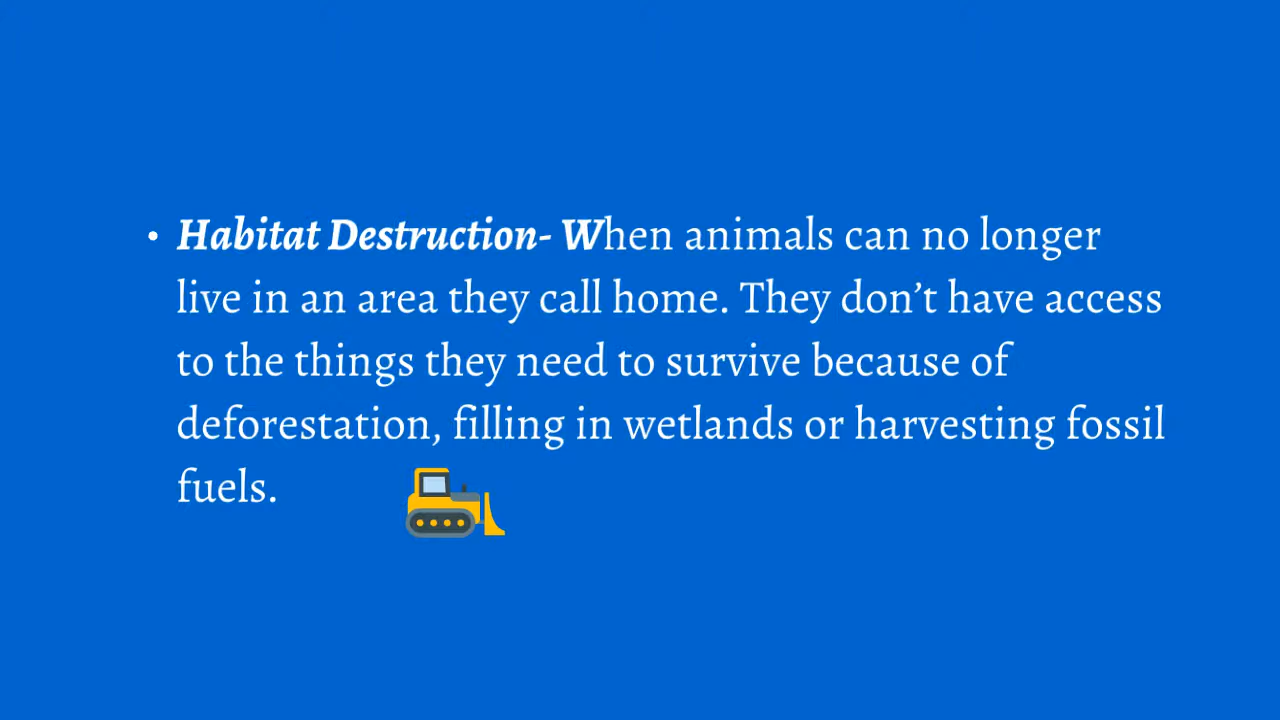 • Habitat Destruction- When animals can no longer
live in an area they call home. They don’t have access
to the things they need to survive because of
deforestation, filling in wetlands or harvesting fossil
fuels.